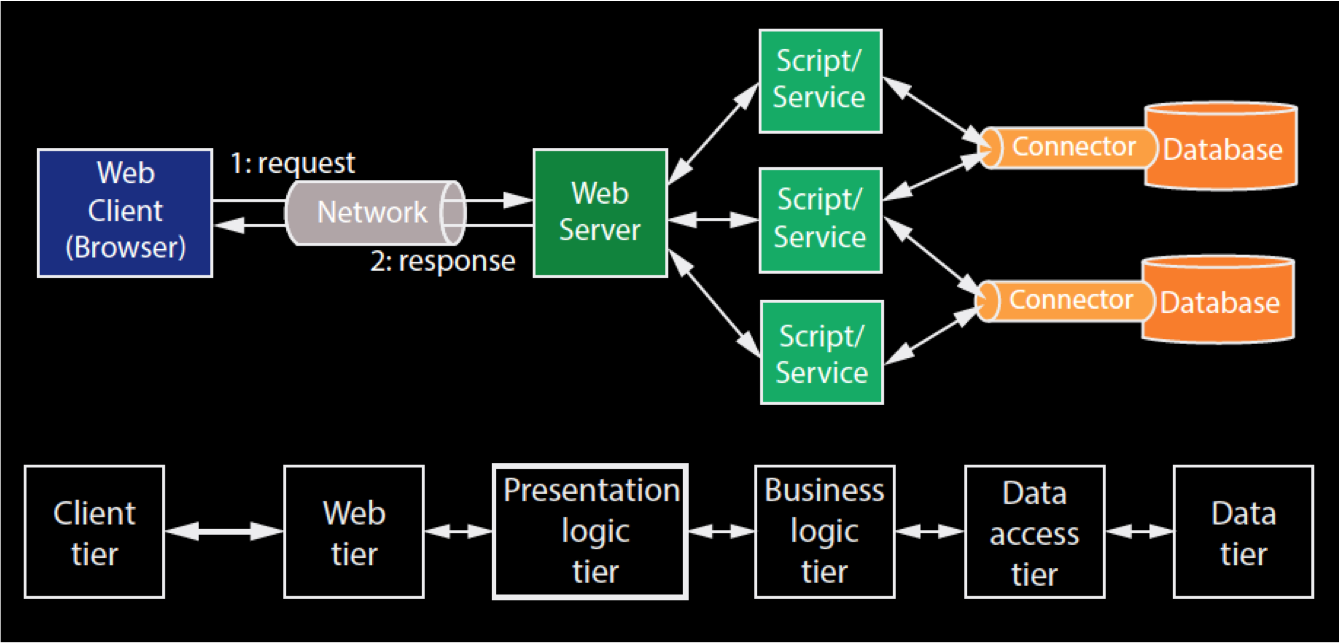 Script/
Service
Web
Client
(Browser)
1: request
Network
2: response
Web
Server
Script/
Service
Script/
Service
Connector
Database
Connector
Database
Client
tier
Web
tier
Presentation
logic
tier
Business
logic
tier
Data
access
tier
Data
tier